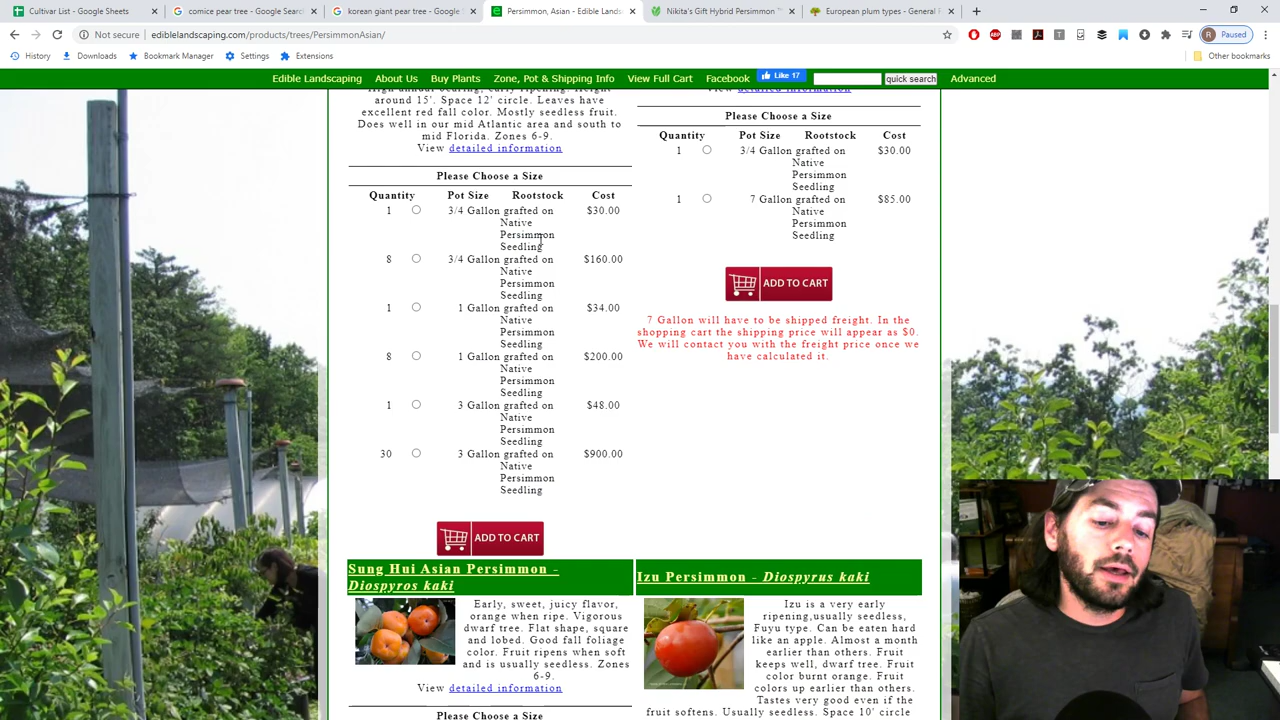 Cultivar List - Google Sheets
comice pear tree - Google Search
korean giant pear tree - Google S
Persimmon, Asian - Edible Lands
Nikita's Gift Hybrid Persimmon ™
European plum types - General F
Not secure
ediblelandscaping.com/products/trees/PersimmonAsian/
Paused
History
Downloads
Bookmark Manager
Settings
Extensions
Other bookmarks
Edible Landscaping
About Us
Buy Plants
Zone, Pot & Shipping Info
View Full Cart
Facebook
Like 17
quick search
Advanced
High annual bearing, early ripening. Height
around 15'. Space 12' circle. Leaves have
excellent red fall color. Mostly seedless fruit.
Does well in our mid Atlantic area and south to
mid Florida. Zones 6-9.
View detailed information
Please Choose a Size
Quantity Pot Size Rootstock Cost
1 3/4 Gallon grafted on $30.00
Native
Persimmon
Seedling
8 3/4 Gallon grafted on $160.00
Native
Persimmon
Seedling
1 1 Gallon grafted on $34.00
Native
Persimmon
Seedling
8 1 Gallon grafted on $200.00
Native
Persimmon
Seedling
1 3 Gallon grafted on $48.00
Native
Persimmon
Seedling
30 3 Gallon grafted on $900.00
Native
Persimmon
Seedling
ADD TO CART
View detailed information
Please Choose a Size
Quantity Pot Size Rootstock Cost
1 3/4 Gallon grafted on $30.00
Native
Persimmon
Seedling
1 7 Gallon grafted on $85.00
Native
Persimmon
Seedling
ADD TO CART
7 Gallon will have to be shipped freight. In the
shopping cart the shipping price will appear as $0.
We will contact you with the freight price once we
have calculated it.
Sung Hui Asian Persimmon -
Diospyros kaki
Early, sweet, juicy flavor,
orange when ripe. Vigorous
dwarf tree. Flat shape, square
and lobed. Good fall foliage
color. Fruit ripens when soft
and is usually seedless. Zones
6-9.
View detailed information
Please Choose a Size
Izu Persimmon - Diospyrus kaki
Izu is a very early
ripening,usually seedless,
Fuyu type. Can be eaten hard
like an apple. Almost a month
earlier than others. Fruit
keeps well, dwarf tree. Fruit
color burnt orange. Fruit
colors up earlier than others.
Tastes very good even if the
fruit softens. Usually seedless. Space 10' circle